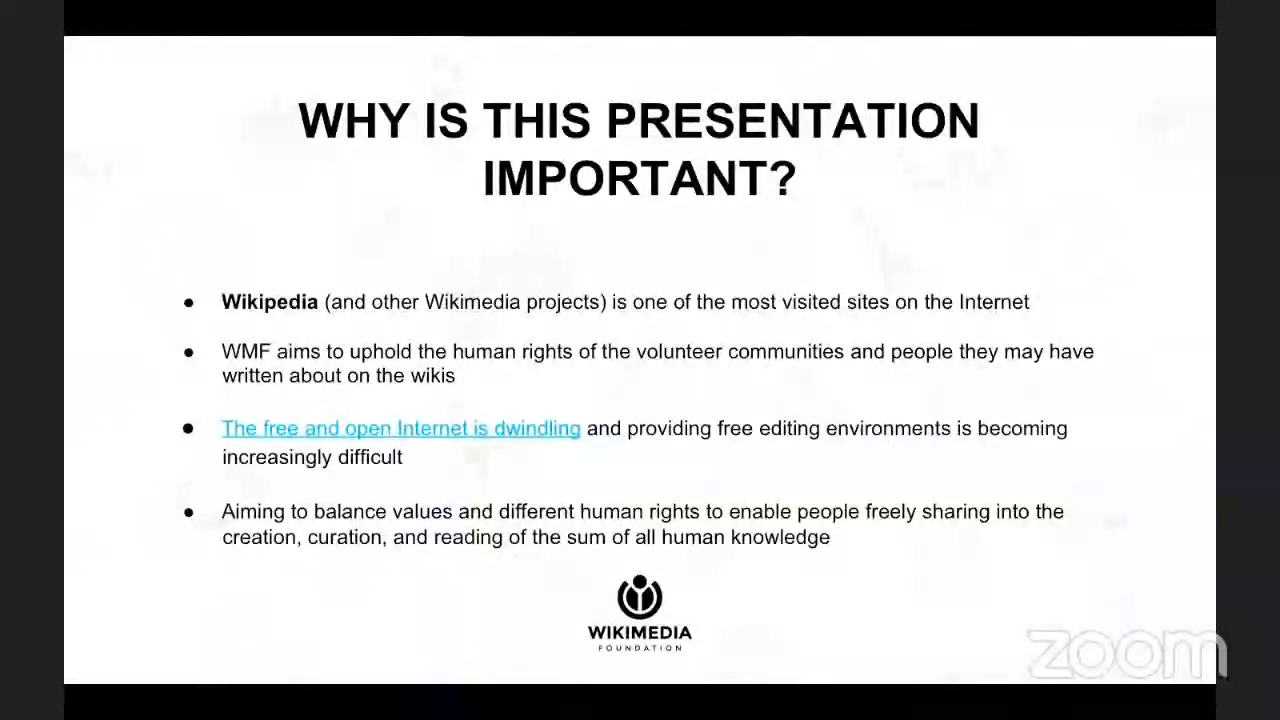 WHY IS THIS PRESENTATION
IMPORTANT?
● Wikipedia (and other Wikimedia projects) is one of the most visited sites on the Internet
● WMF aims to uphold the human rights of the volunteer communities and people they may have
written about on the wikis
● The free and open Internet is dwindling and providing free editing environments is becoming
increasingly difficult
● Aiming to balance values and different human rights to enable people freely sharing into the
creation, curation, and reading of the sum of all human knowledge
WIKIMEDIA
FOUNDATION
zoom